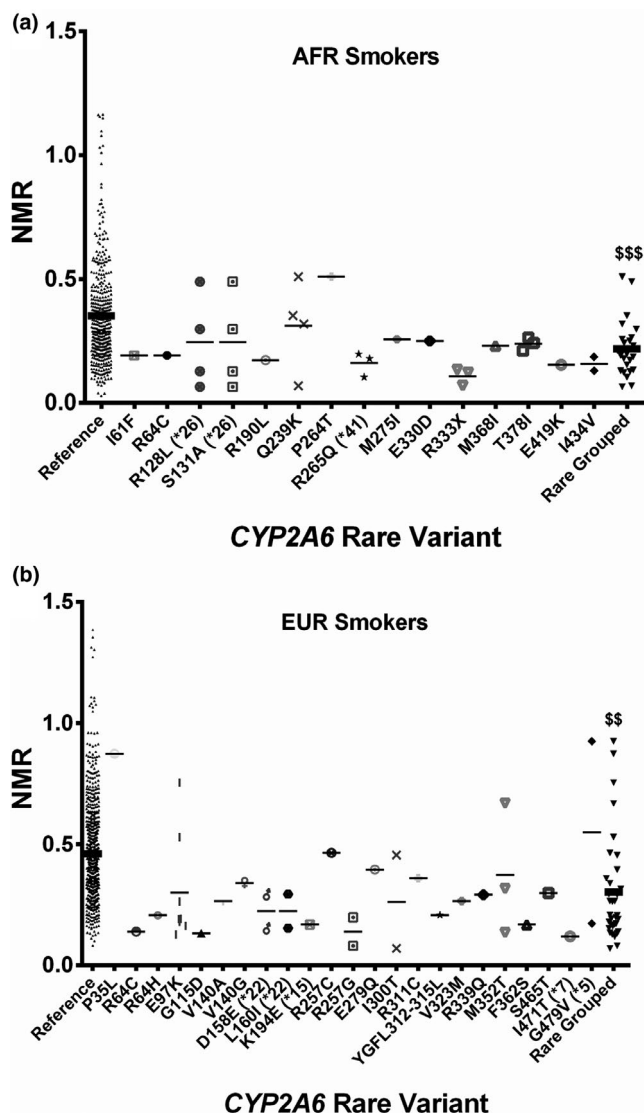 (a)
AFR Smokers
NMR
1.5
1.0
0.5
0.0
$$$
Reference
I61F
R64C
R128L (*26)
S131A (*26)
R190L
Q239K
P264T
R265Q (*41)
M275I
E330D
R333X
M368I
T378I
E419K
I434V
Rare Grouped
CYP2A6 Rare Variant
(b)
EUR Smokers
NMR
1.5
1.0
0.5
0.0
$$
Reference
P35L
R64C
R64H
E97K
G115D
V140A
V140G
D158E (*22)
L160I (*22)
K194E (*15)
R257C
R257G
E279Q
I300T
R311C
YGFL312-315L
V323M
R339Q
M352T
F362S
S465T
I471T (*7)
G479V (*5)
Rare Grouped
CYP2A6 Rare Variant